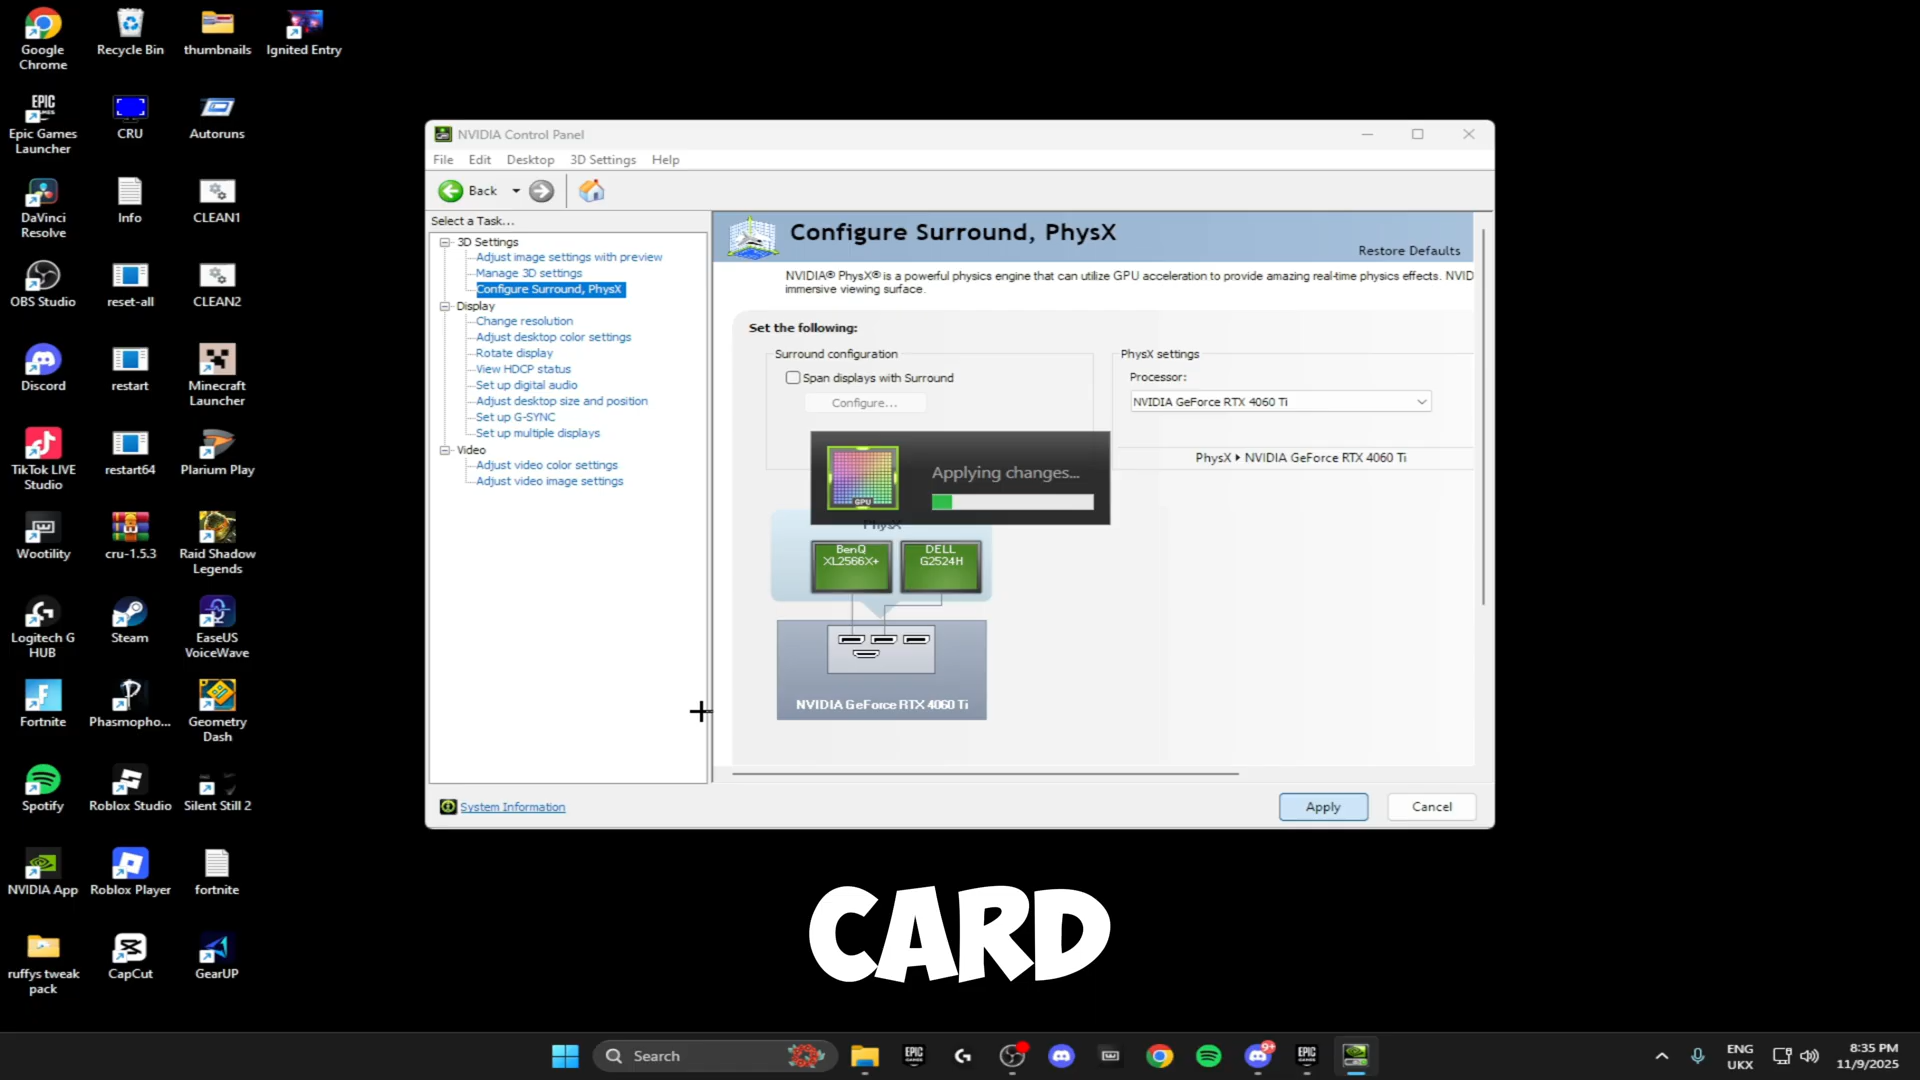 Google
Chrome
Recycle Bin
thumbnails
Ignited Entry
EPIC
GAMES
Epic Games
Launcher
CRU
Autoruns
DaVinci
Resolve
Info
CLEAN1
OBS Studio
reset-all
CLEAN2
Discord
restart
Minecraft
Launcher
TikTok LIVE
Studio
restart64
Plarium Play
Wootility
cru-1.5.3
Raid Shadow
Legends
Logitech G
HUB
Steam
EaseUS
VoiceWave
Fortnite
Phasmopho...
Geometry
Dash
Spotify
Roblox Studio
Silent Still 2
NVIDIA App
Roblox Player
fortnite
ruffys tweak
pack
CapCut
GearUP
NVIDIA Control Panel
File Edit Desktop 3D Settings Help
Back
Select a Task...
3D Settings
Adjust image settings with preview
Manage 3D settings
Configure Surround, PhysX
Display
Change resolution
Adjust desktop color settings
Rotate display
View HDCP status
Set up digital audio
Adjust desktop size and position
Set up G-SYNC
Set up multiple displays
Video
Adjust video color settings
Adjust video image settings
System Information
Configure Surround, PhysX
Restore Defaults
NVIDIA® PhysX® is a powerful physics engine that can utilize GPU acceleration to provide amazing real-time physics effects. NVID
immersive viewing surface.
Set the following:
Surround configuration
Span displays with Surround
Configure...
PhysX settings
Processor:
NVIDIA GeForce RTX 4060 Ti
PhysX NVIDIA GeForce RTX 4060 Ti
Applying changes...
GPU
PhysX
BenQ
XL2566X+
DELL
G2524H
NVIDIA GeForce RTX 4060 Ti
Apply
Cancel
CARD
Search
EPIC
EPIC
9+
ENG
UKX
8:35 PM
11/9/2025